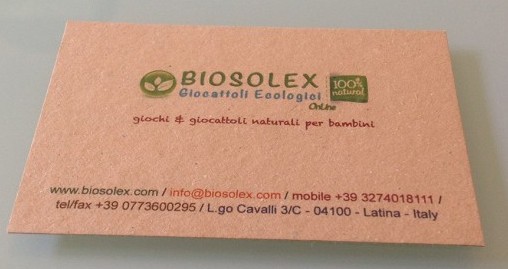 BIOSOLEX
Giocattoli Ecologici
Online
100%
natural
giochi & giocattoli naturali per bambini
www.biosolex.com / info@biosolex.com / mobile +39 3274018111 /
tel/fax +39 0773600295 / L.go Cavalli 3/C - 04100 - Latina - Italy